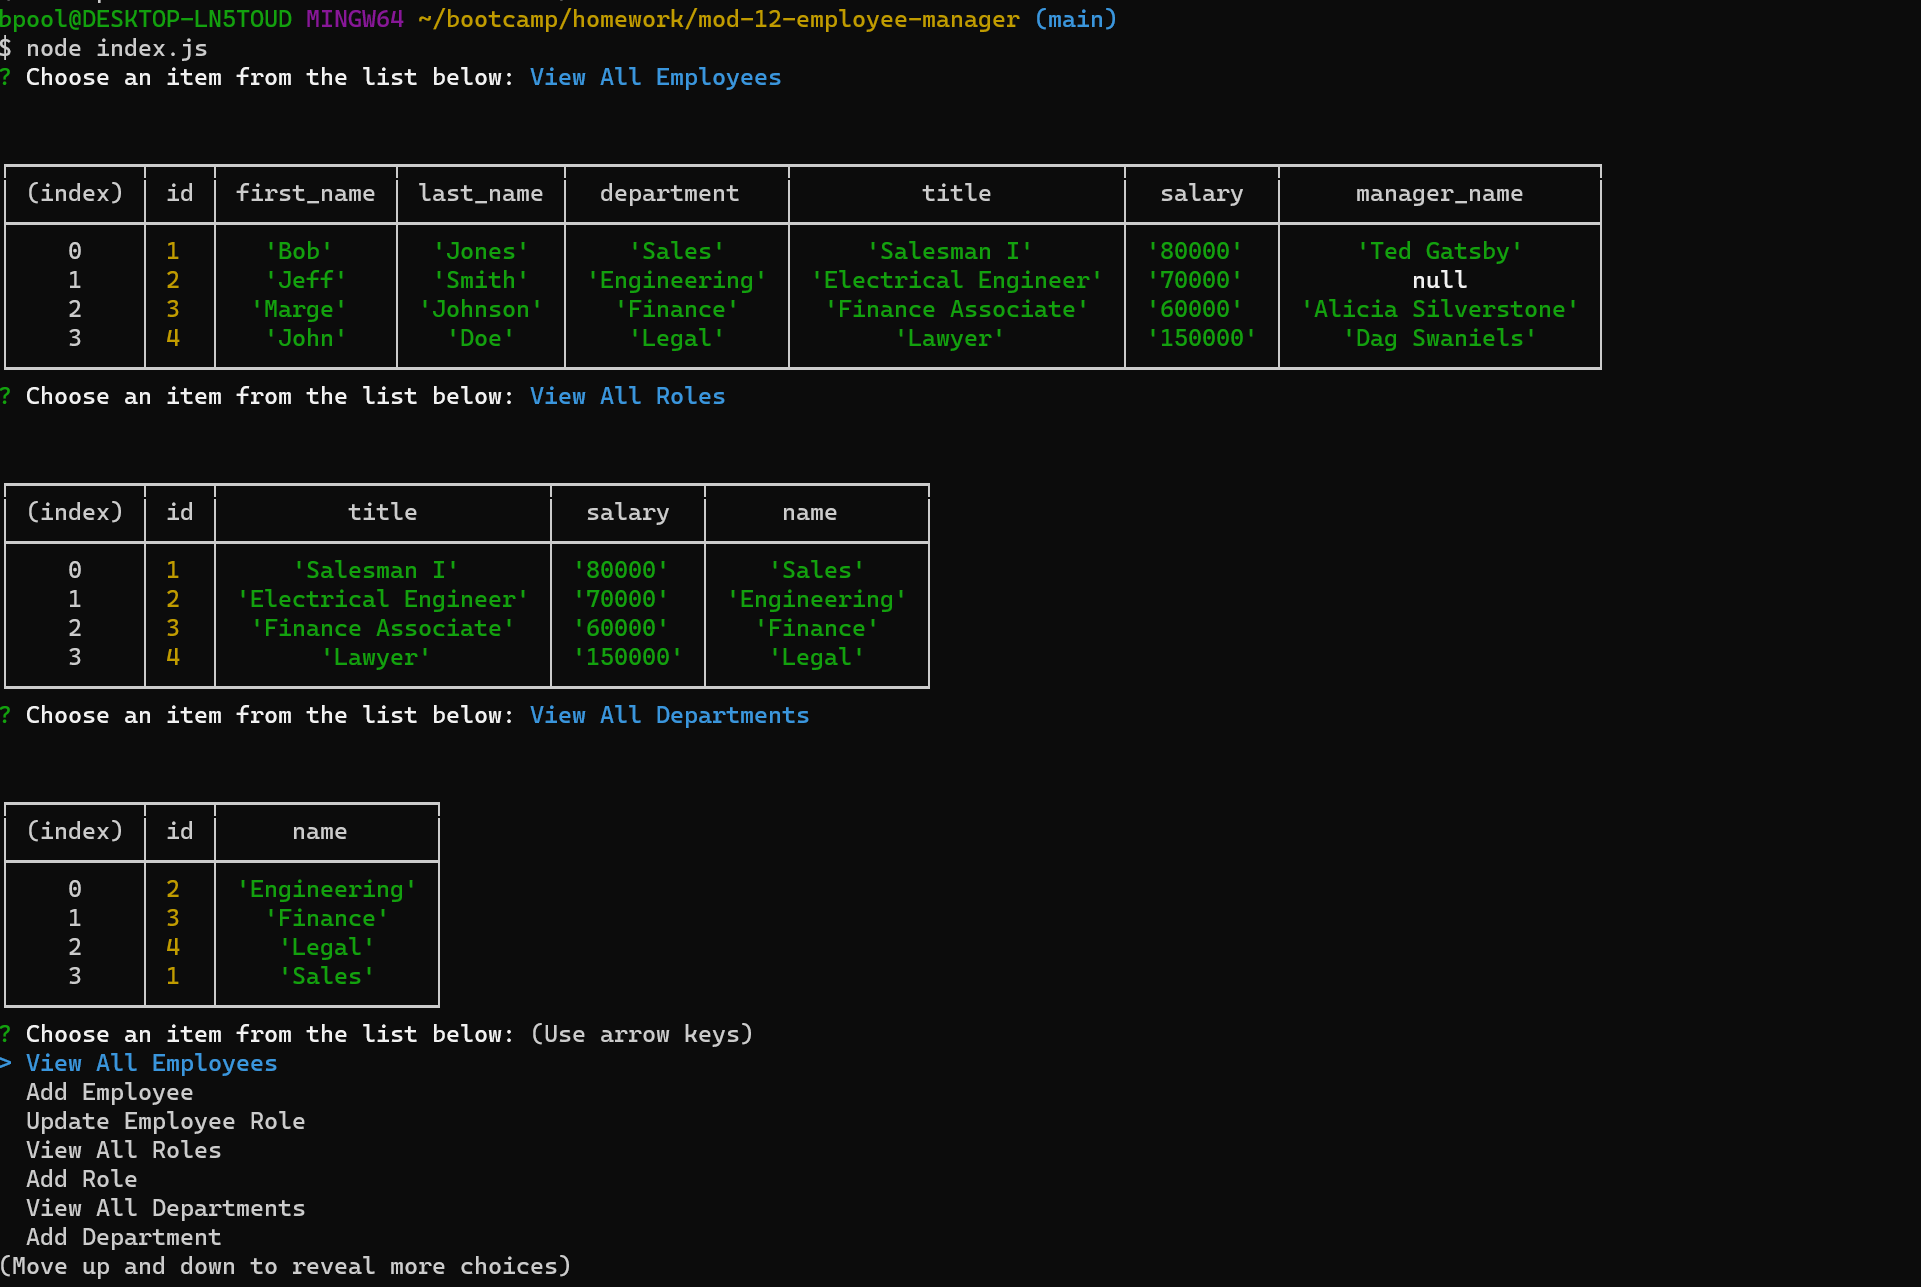 bpool@DESKTOP-LN5TOUD MINGW64 ~/bootcamp/homework/mod-12-employee-manager (main)
$ node index.js
? Choose an item from the list below: View All Employees
(index) id first_name last_name department title salary manager_name
0 1 'Bob' 'Jones' 'Sales' 'Salesman I' '80000' 'Ted Gatsby'
1 2 'Jeff' 'Smith' 'Engineering' 'Electrical Engineer' '70000' null
2 3 'Marge' 'Johnson' 'Finance' 'Finance Associate' '60000' 'Alicia Silverstone'
3 4 'John' 'Doe' 'Legal' 'Lawyer' '150000' 'Dag Swaniels'
? Choose an item from the list below: View All Roles
(index) id title salary name
0 1 'Salesman I' '80000' 'Sales'
1 2 'Electrical Engineer' '70000' 'Engineering'
2 3 'Finance Associate' '60000' 'Finance'
3 4 'Lawyer' '150000' 'Legal'
? Choose an item from the list below: View All Departments
(index) id name
0 2 'Engineering'
1 3 'Finance'
2 4 'Legal'
3 1 'Sales'
? Choose an item from the list below: (Use arrow keys)
> View All Employees
Add Employee
Update Employee Role
View All Roles
Add Role
View All Departments
Add Department
(Move up and down to reveal more choices)